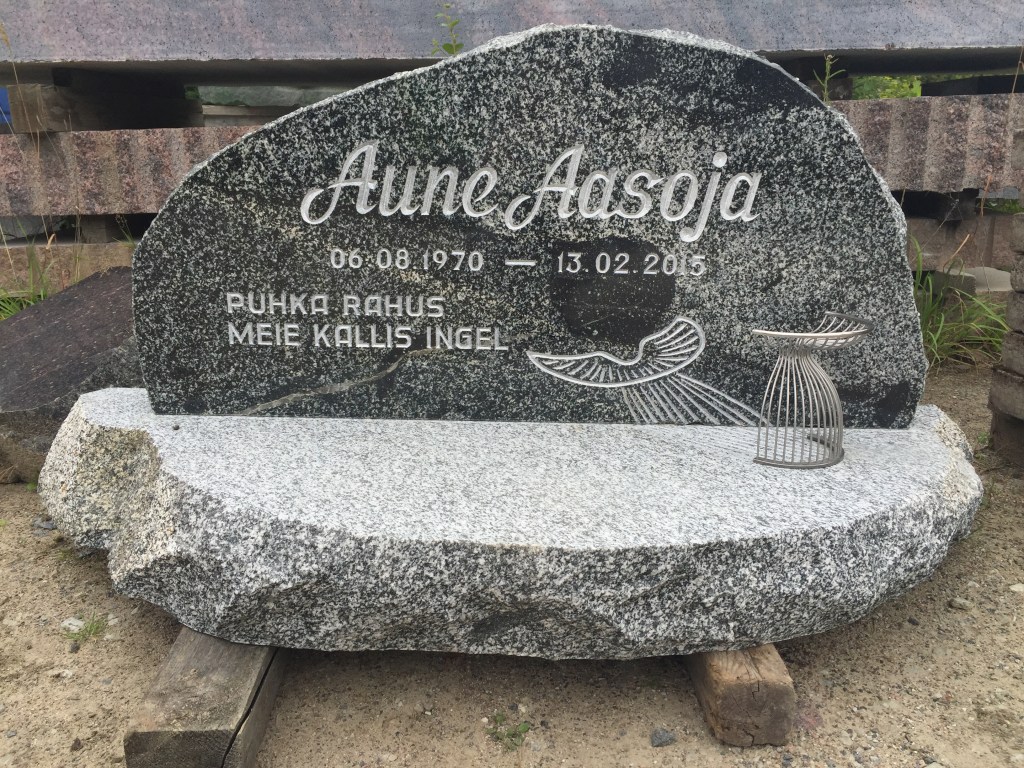 Aune Aasoja
06.08.1970 — 13.02.2015
PUHKA RAHUS
MEIE KALLIS INGEL